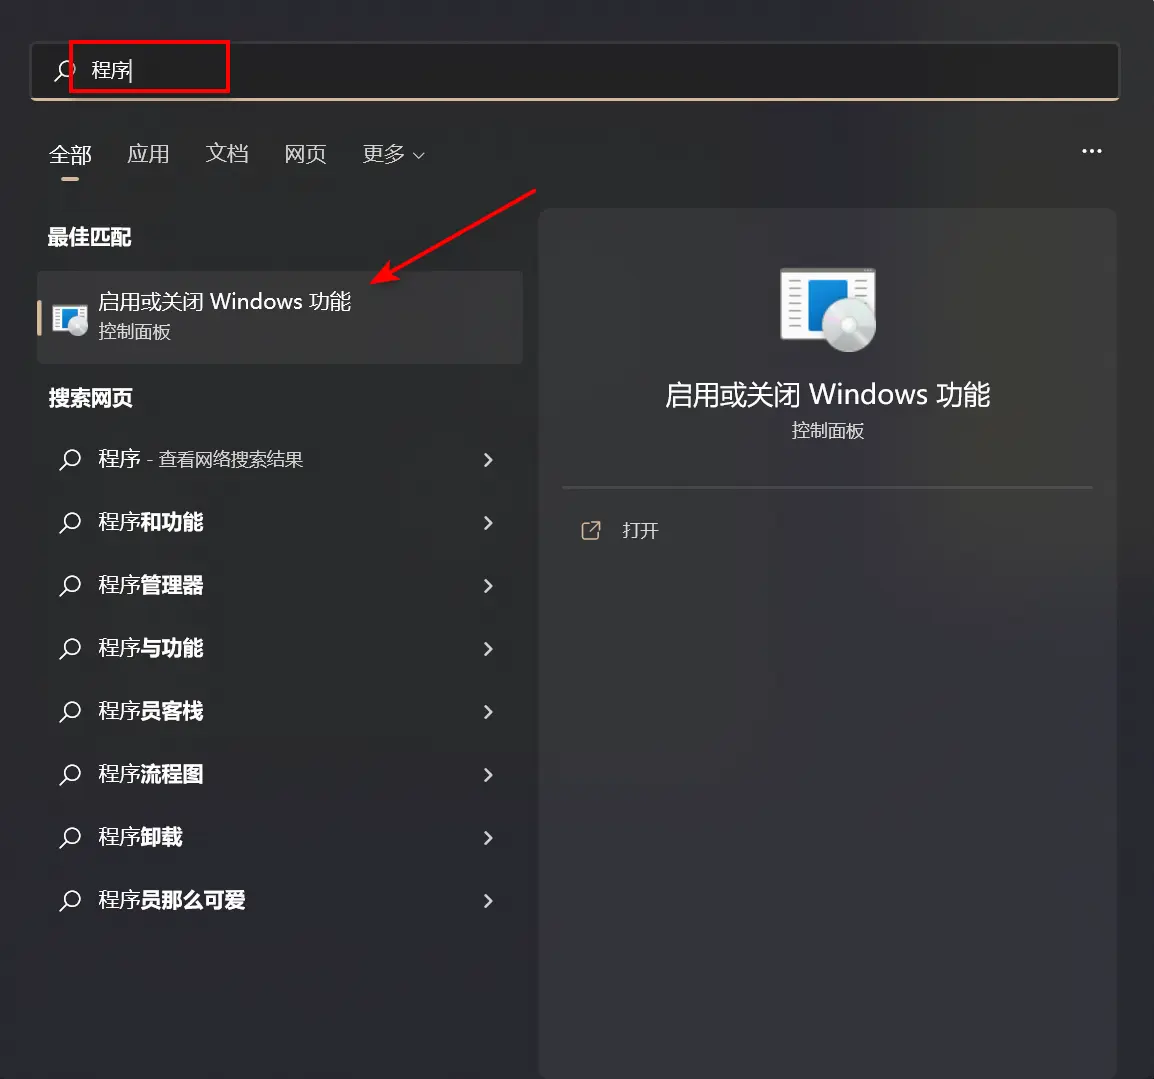 程序
全部 应用 文档 网页 更多
最佳匹配
启用或关闭 Windows 功能
控制面板
搜索网页
程序 - 查看网络搜索结果
程序和功能
程序管理器
程序与功能
程序员客栈
程序流程图
程序卸载
程序员那么可爱
启用或关闭 Windows 功能
控制面板
打开